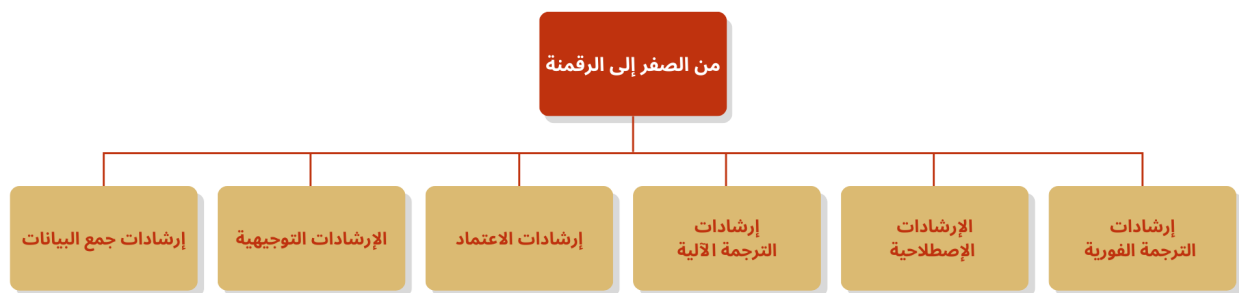 من الصفر إلى الرقمنة
إرشادات
الترجمة الفورية
الإرشادات
الإصطلاحية
إرشادات
الترجمة الآلية
إرشادات الاعتماد
الإرشادات التوجيهية
إرشادات جمع البيانات